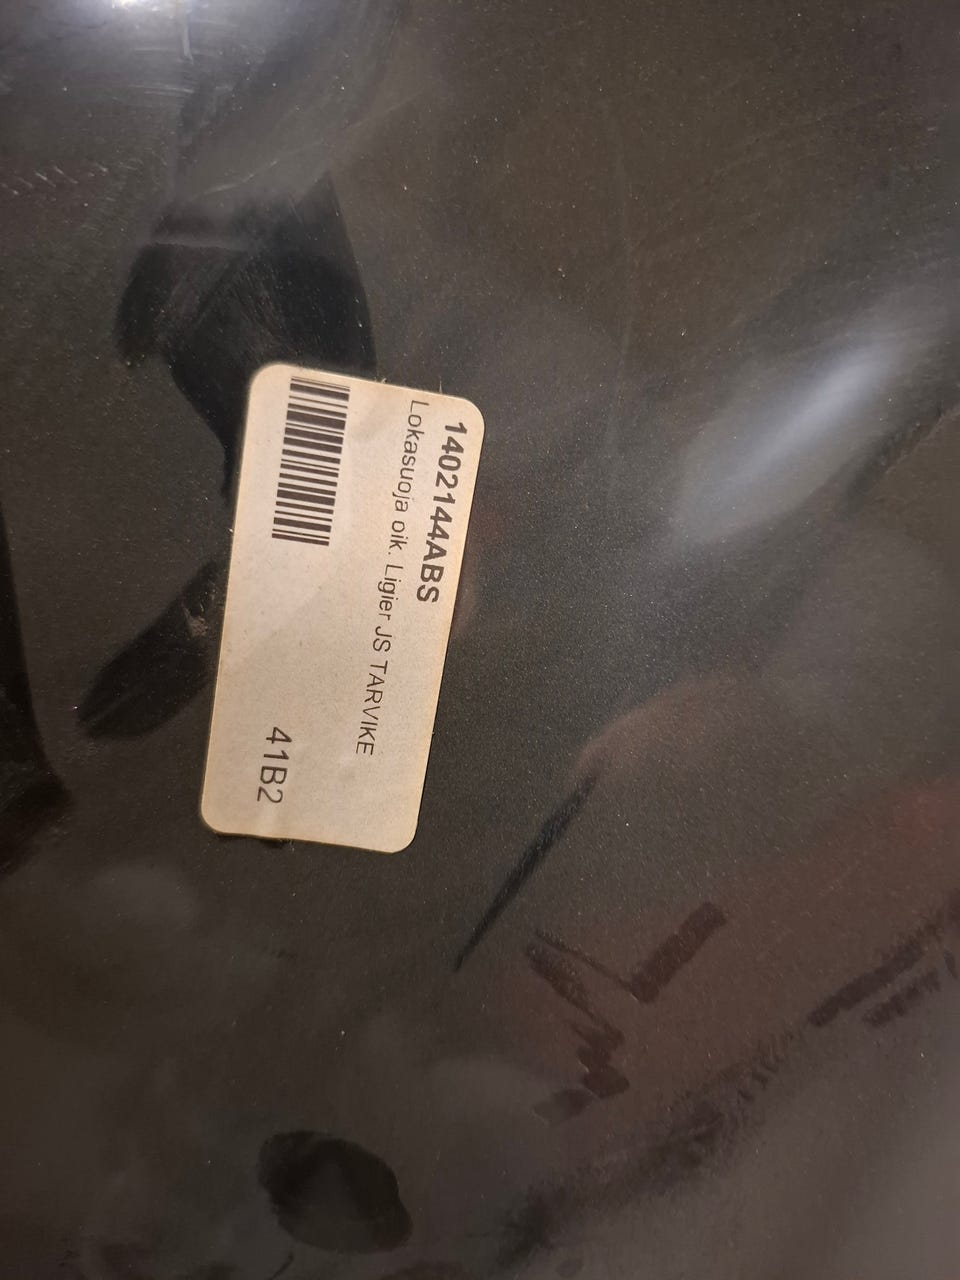 1402144ABS
Lokasuoja oik. Ligier JS TARVIKE
41B2